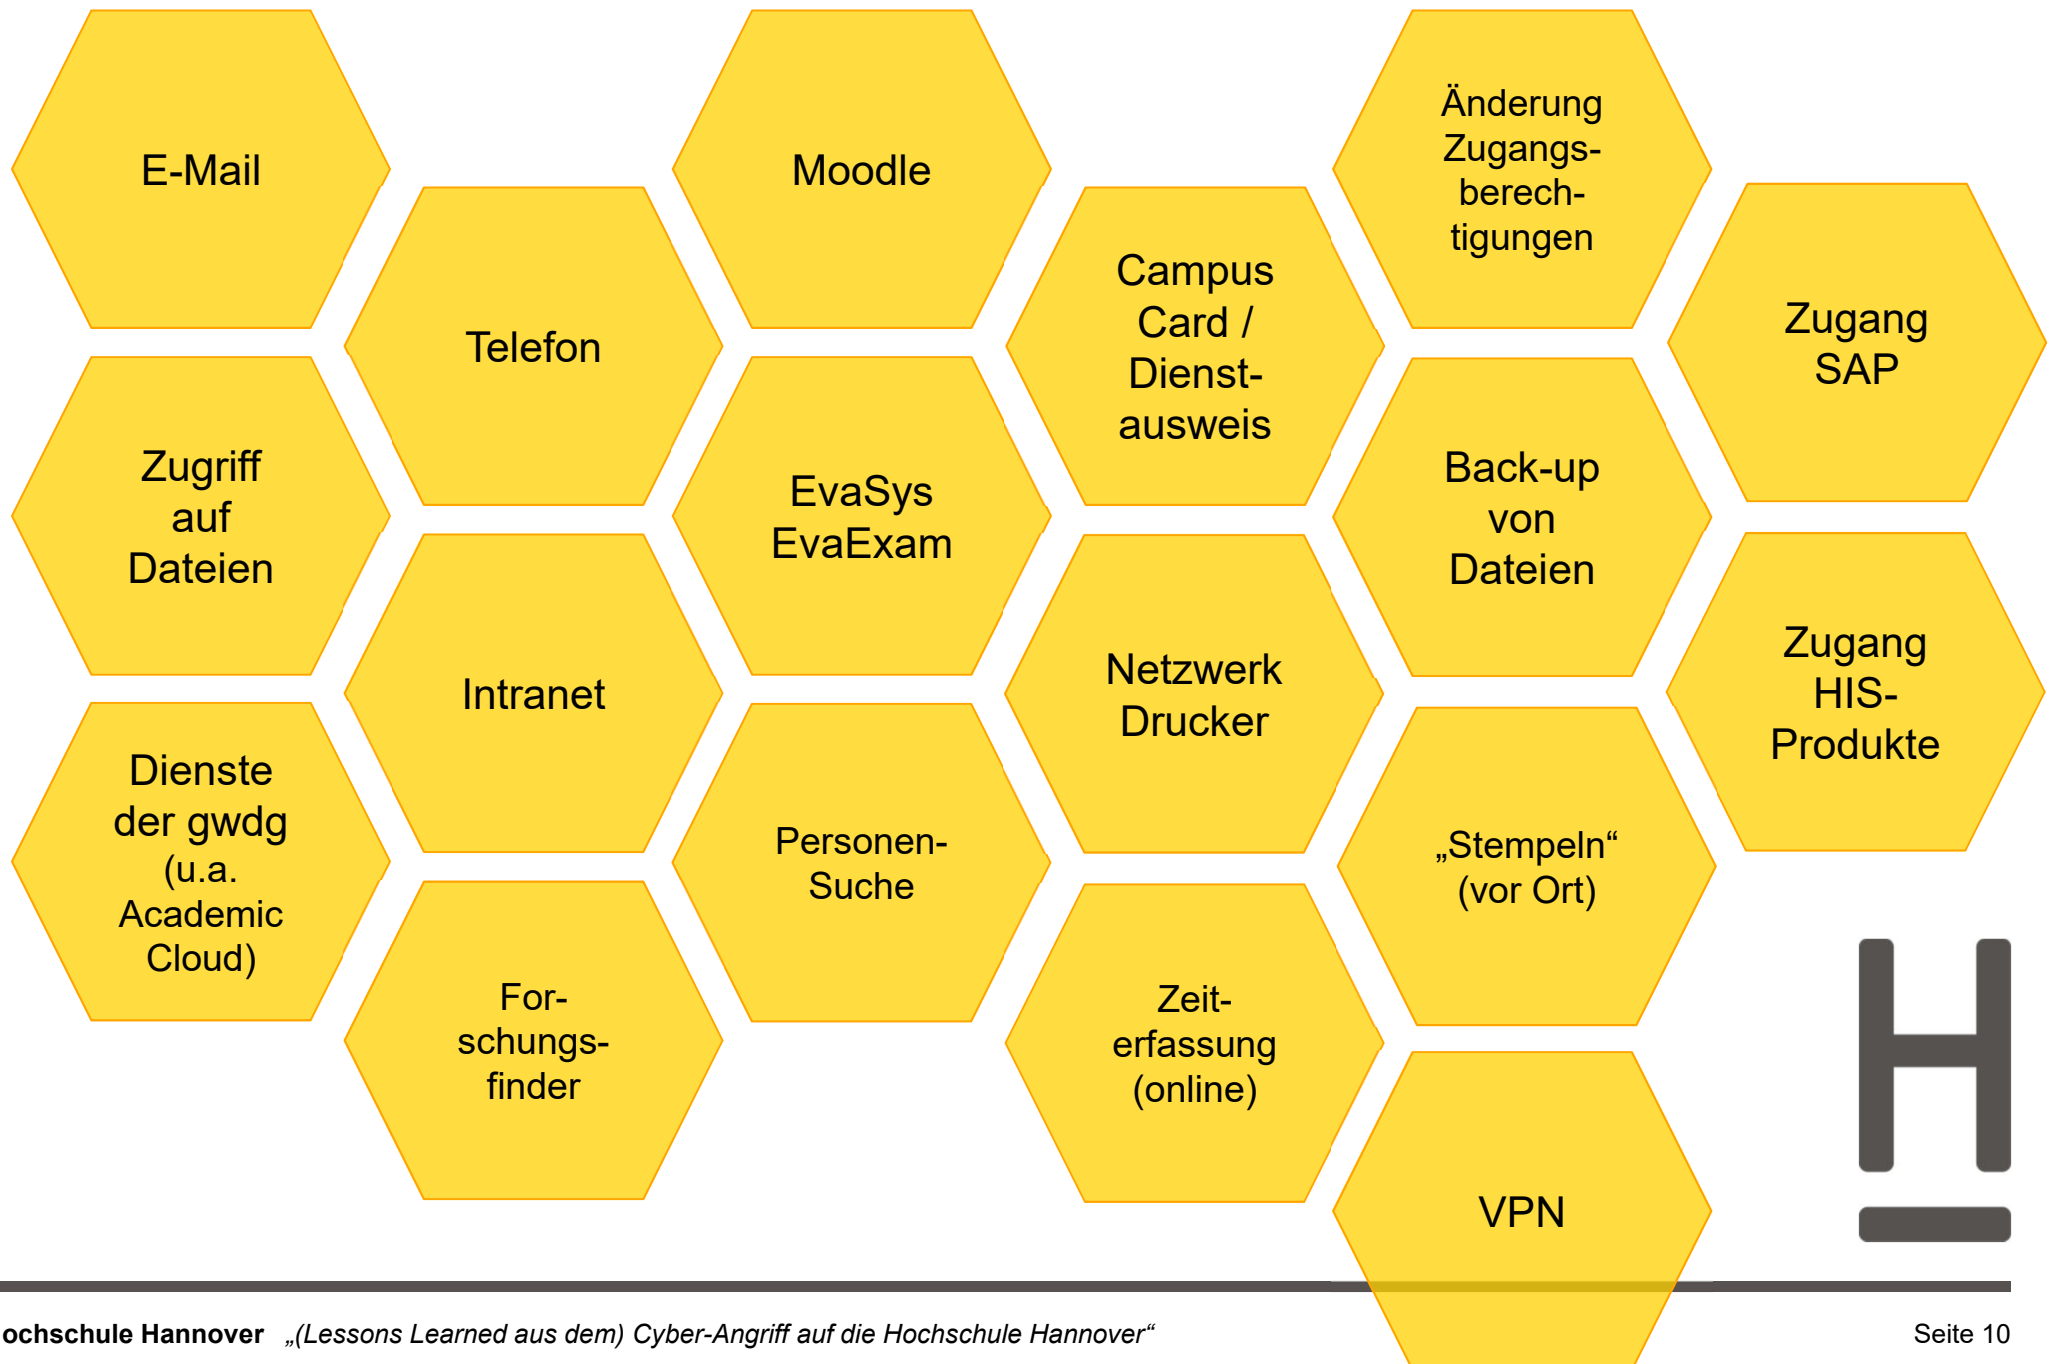 E-Mail
Telefon
Moodle
Campus
Card /
Dienst-
ausweis
Änderung
Zugangs-
berech-
tigungen
Zugang
SAP
Zugriff
auf
Dateien
Intranet
EvaSys
EvaExam
Netzwerk
Drucker
Back-up
von
Dateien
Zugang
HIS-
Produkte
Dienste
der gwdg
(u.a.
Academic
Cloud)
For-
schungs-
finder
Personen-
Suche
Zeit-
erfassung
(online)
„Stempeln“
(vor Ort)
VPN
H
ochschule Hannover „(Lessons Learned aus dem) Cyber-Angriff auf die Hochschule Hannover“
Seite 10